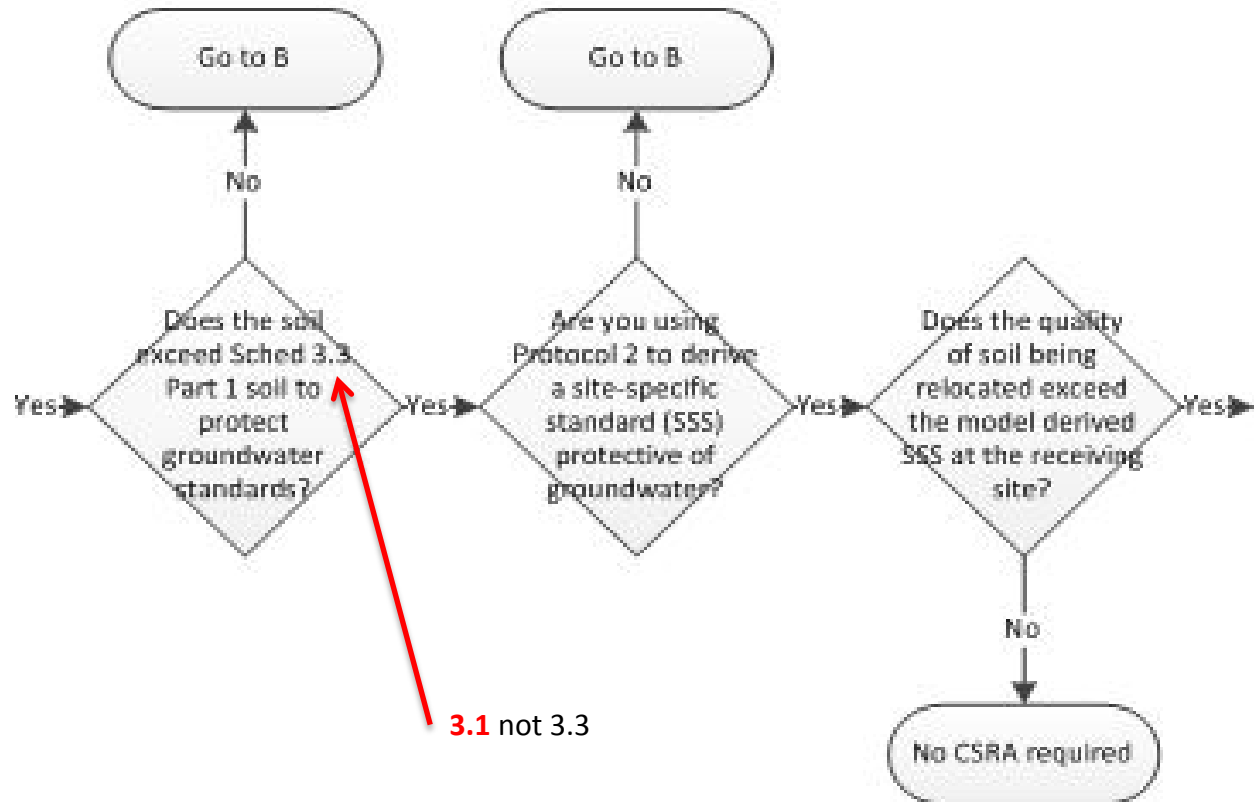 Go to B
Go to B
No
No
Does the soil
exceed Sched 3.3
Part 1 soil to
protect
groundwater
standards?
Are you using
Protocol 2 to derive
a site-specific
standard (SSS)
protective of
groundwater?
Does the quality
of soil being
relocated exceed
the model derived
SSS at the receiving
site?
Yes
Yes
Yes
Yes
No
3.1 not 3.3
No CSRA required